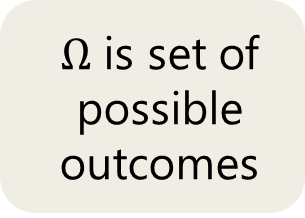 Ω is set of
possible
outcomes